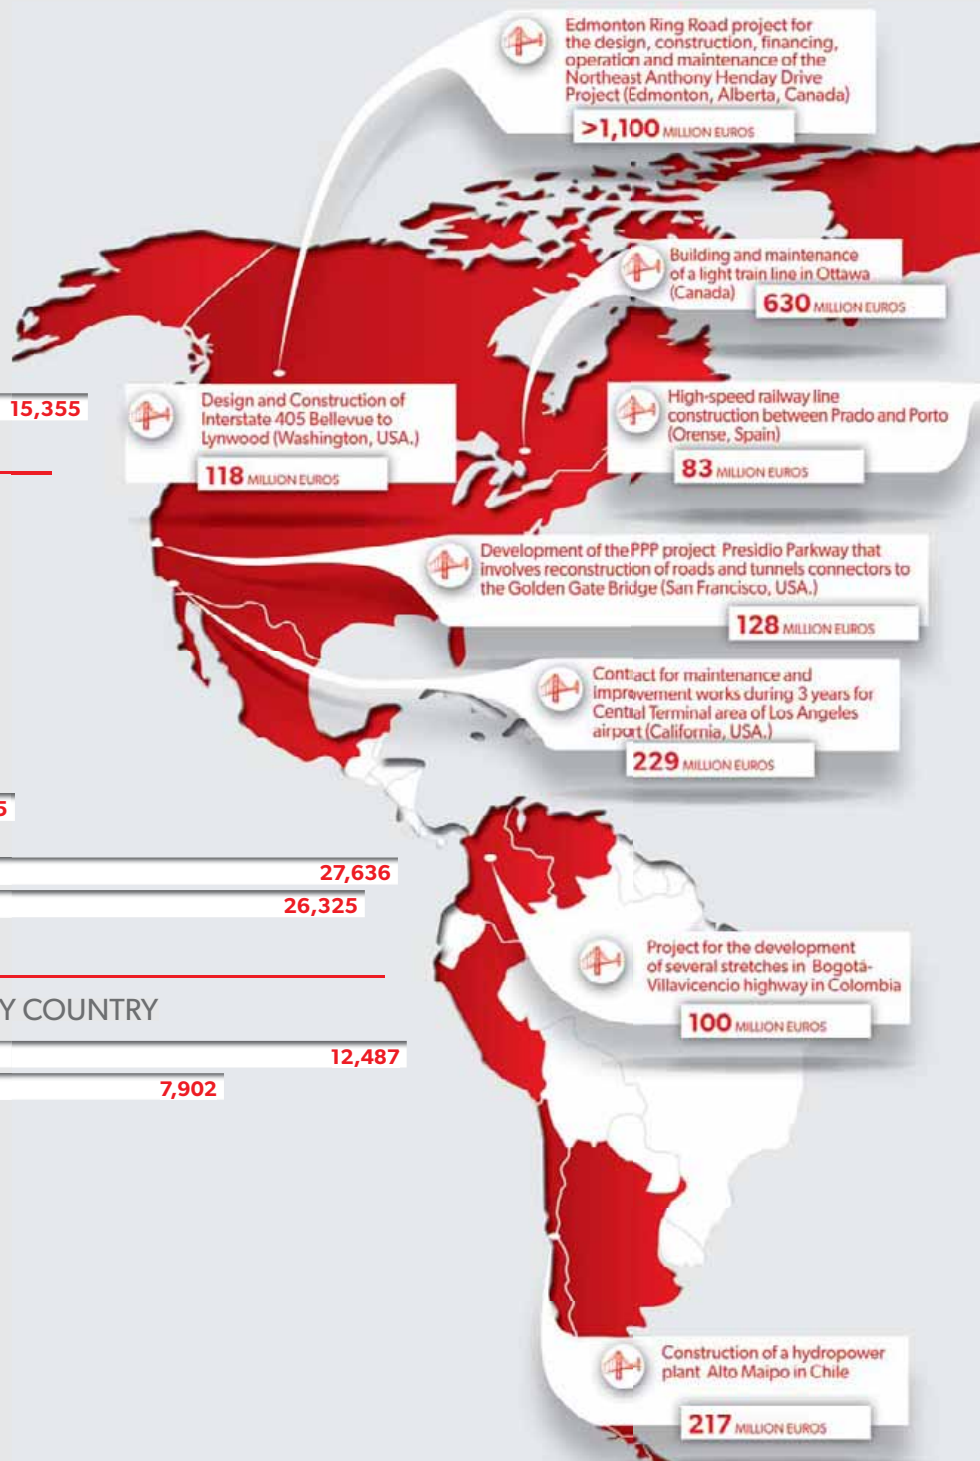 Edmonton Ring Road project for
the design, construction, financing,
operation and maintenance of the
Northeast Anthony Henday Drive
Project (Edmonton, Alberta, Canada)
>1,100 MILLION EUROS
Building and maintenance
of a light train line in Ottawa
(Canada)
630 MILLION EUROS
15,355
Design and Construction of
Interstate 405 Bellevue to
Lynwood (Washington, USA.)
118 MILLION EUROS
High-speed railway line
construction between Prado and Porto
(Orense, Spain)
83 MILLION EUROS
Development of the PPP project Presidio Parkway that
involves reconstruction of roads and tunnels connectors to
the Golden Gate Bridge (San Francisco, USA.)
128 MILLION EUROS
Contract for maintenance and
improvement works during 3 years for
Central Terminal area of Los Angeles
airport (California, USA.)
229 MILLION EUROS
5
27,636
26,325
Project for the development
of several stretches in Bogotá-
Villavicencio highway in Colombia
100 MILLION EUROS
Y COUNTRY
12,487
7,902
Construction of a hydropower
plant Alto Maipo in Chile
217 MILLION EUROS